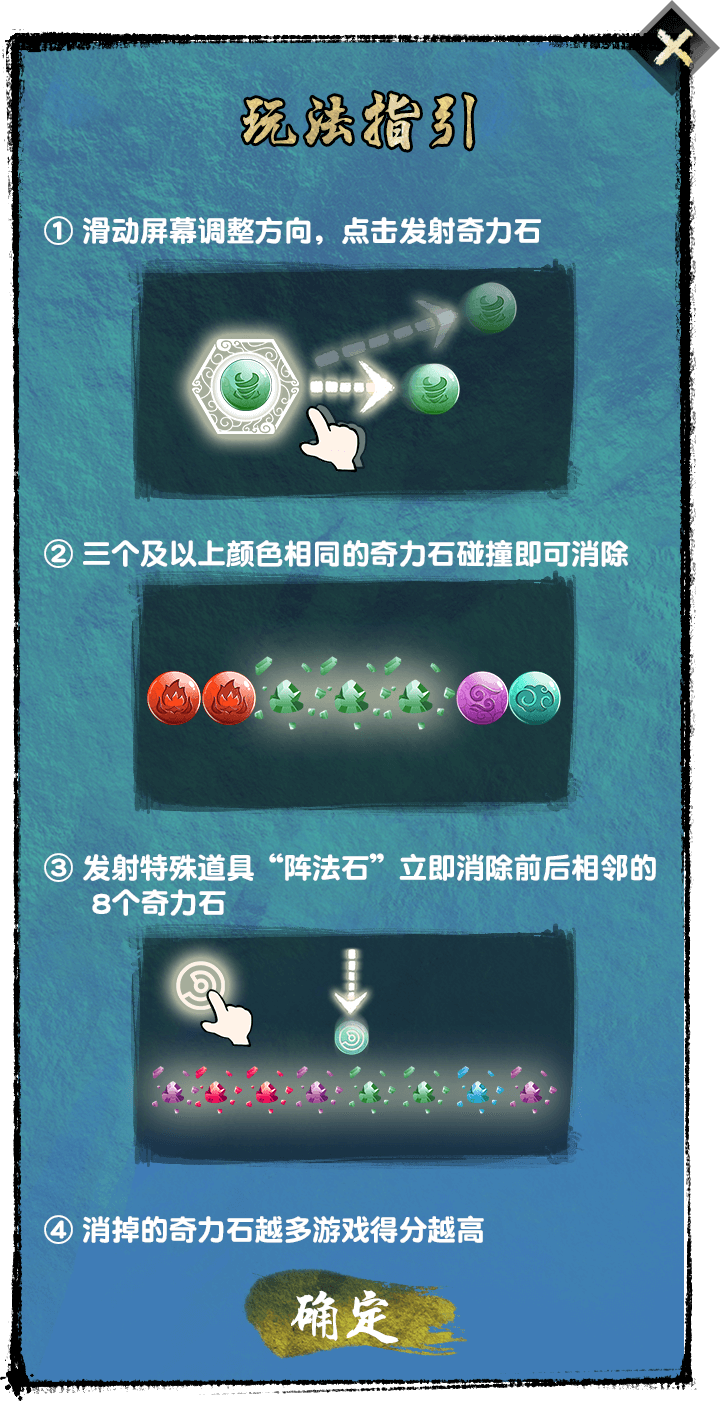 玩法指引
① 滑动屏幕调整方向，点击发射奇力石
② 三个及以上颜色相同的奇力石碰撞即可消除
③ 发射特殊道具“阵法石”立即消除前后相邻的
8个奇力石
④ 消掉的奇力石越多游戏得分越高
确定